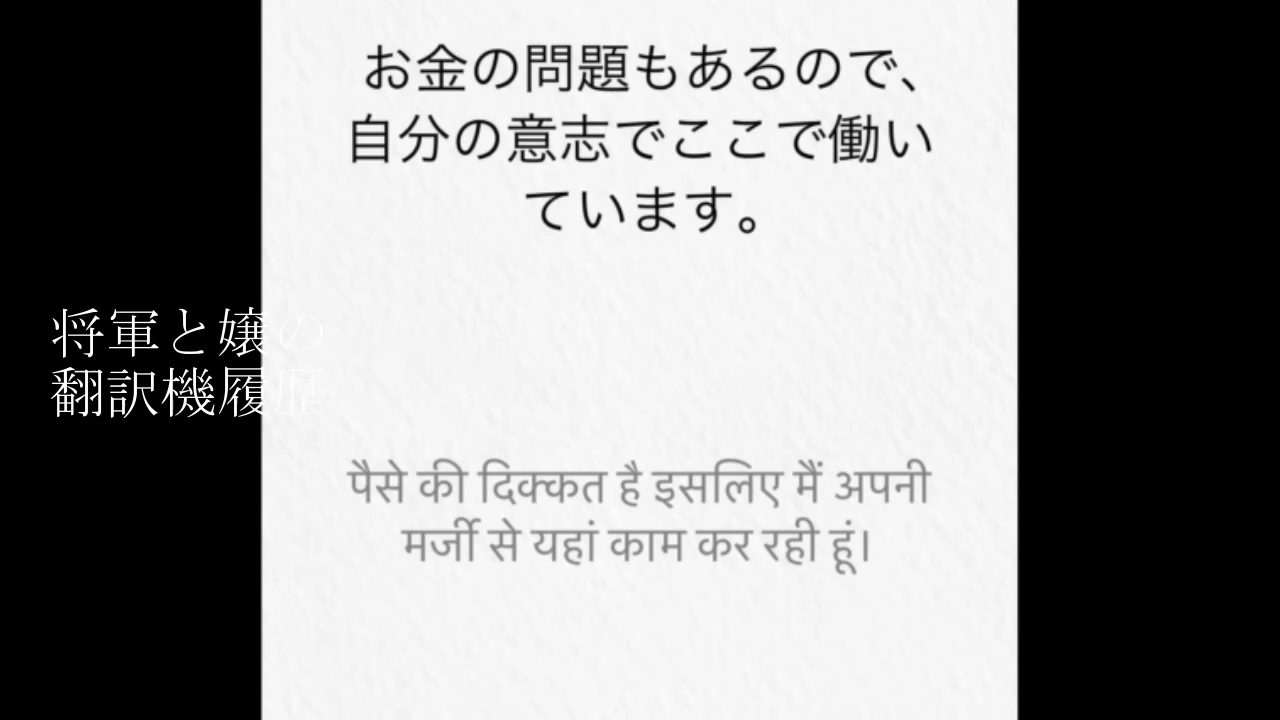 お金の問題もあるので、
自分の意志でここで働い
ています。
将軍と嬢の
翻訳機履歴
पैसे की दिक्कत है इसलिए मैं अपनी
मर्जी से यहां काम कर रही हूं।